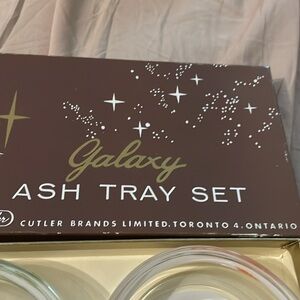 Galaxy
ASH TRAY SET
CUTLER BRANDS LIMITED. TORONTO 4. ONTARIO